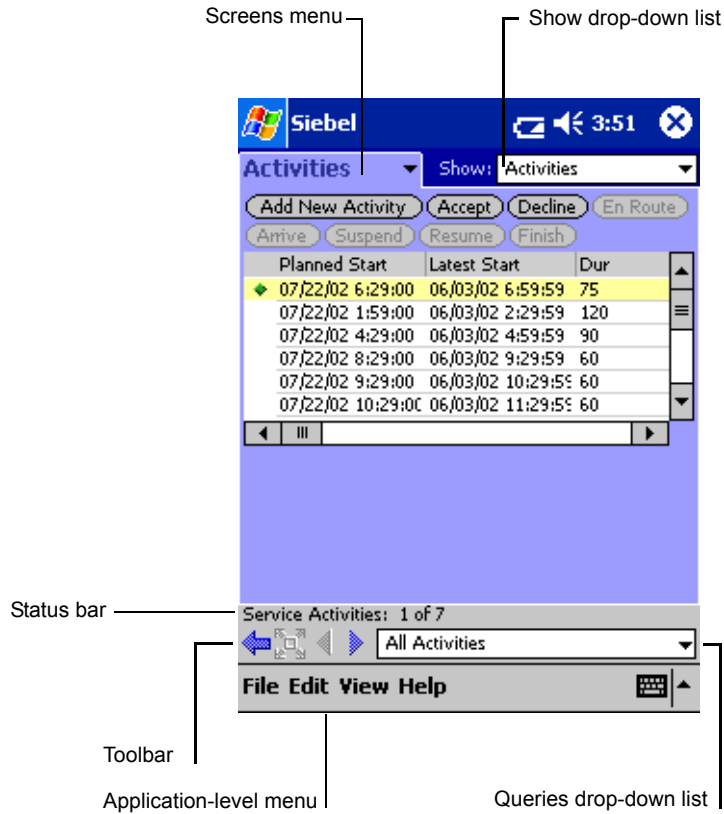 Screens menu
Show drop-down list
Siebel
3:51
Activities
Show: Activities
Add New Activity Accept Decline En Route
Arrive Suspend Resume Finish
Planned Start Latest Start Dur
07/22/02 6:29:00 06/03/02 6:59:59 75
07/22/02 1:59:00 06/03/02 2:29:59 120
07/22/02 4:29:00 06/03/02 4:59:59 90
07/22/02 8:29:00 06/03/02 9:29:59 60
07/22/02 9:29:00 06/03/02 10:29:59 60
07/22/02 10:29:00 06/03/02 11:29:59 60
Status bar
Service Activities: 1 of 7
All Activities
File Edit View Help
Toolbar
Application-level menu
Queries drop-down list